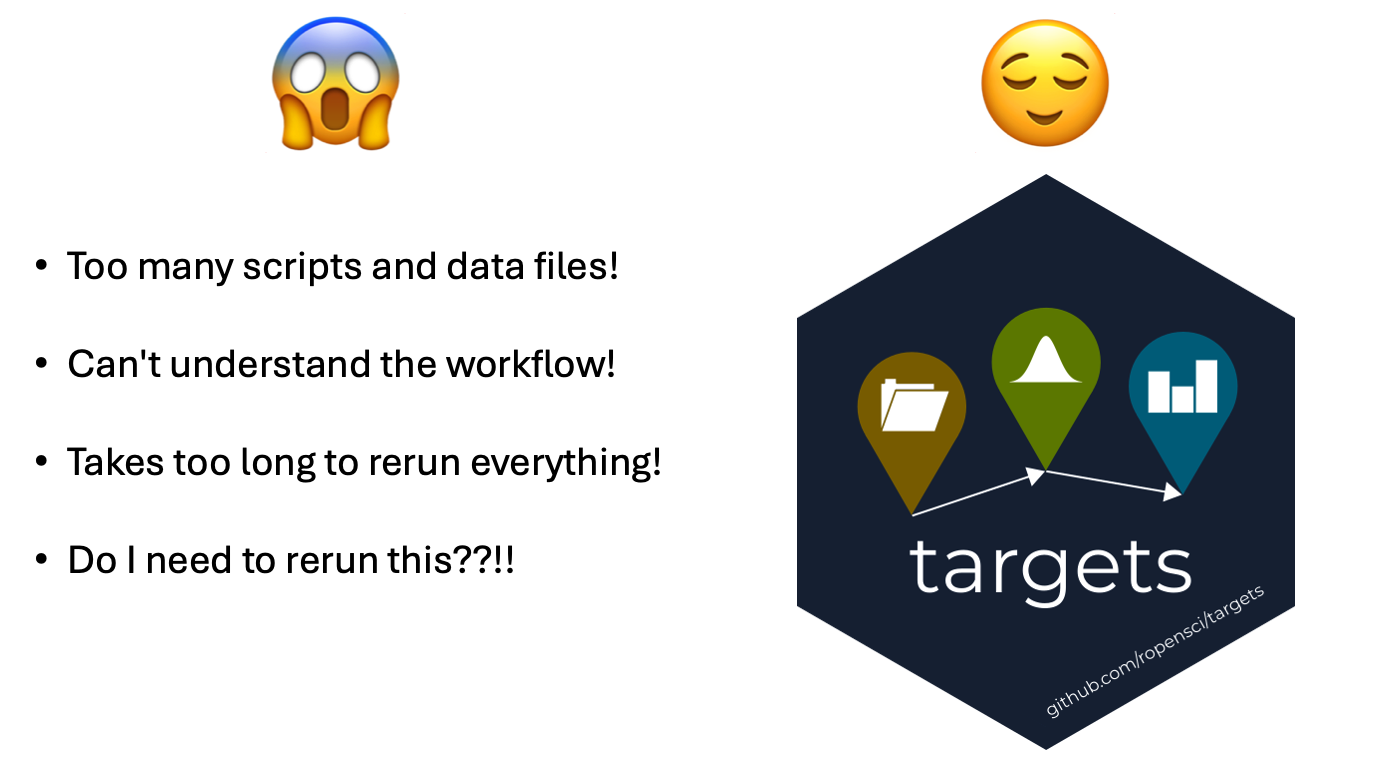 • Too many scripts and data files!
• Can't understand the workflow!
• Takes too long to rerun everything!
• Do I need to rerun this??!!
targets
github.com/ropensci/targets